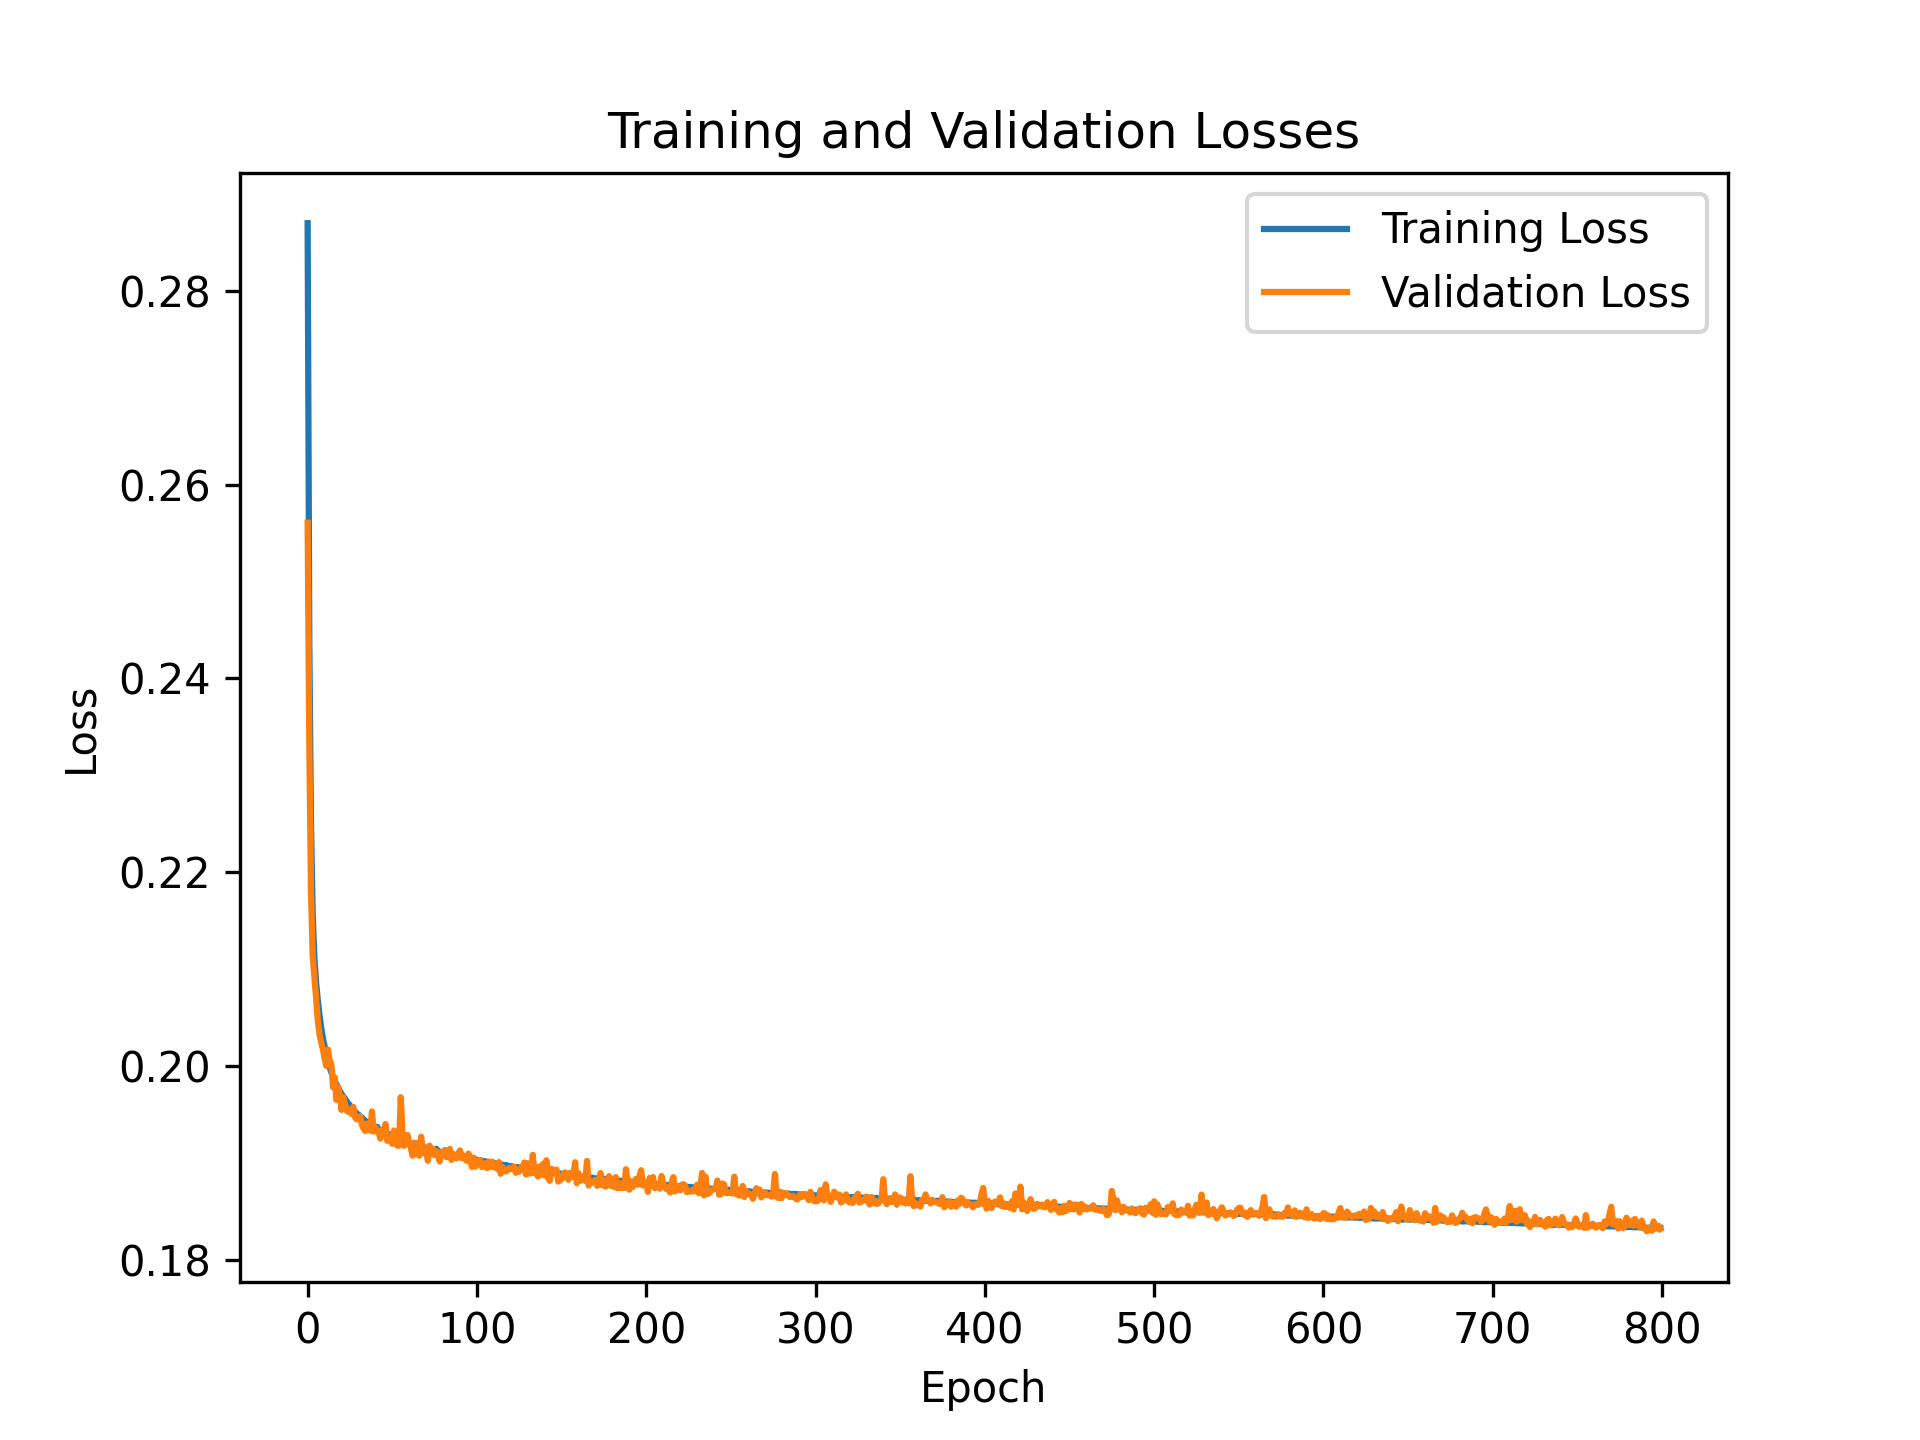 Training and Validation Losses
Training Loss
Validation Loss
0.28
0.26
0.24
0.22
0.20
0.18
Loss
0 100 200 300 400 500 600 700 800
Epoch